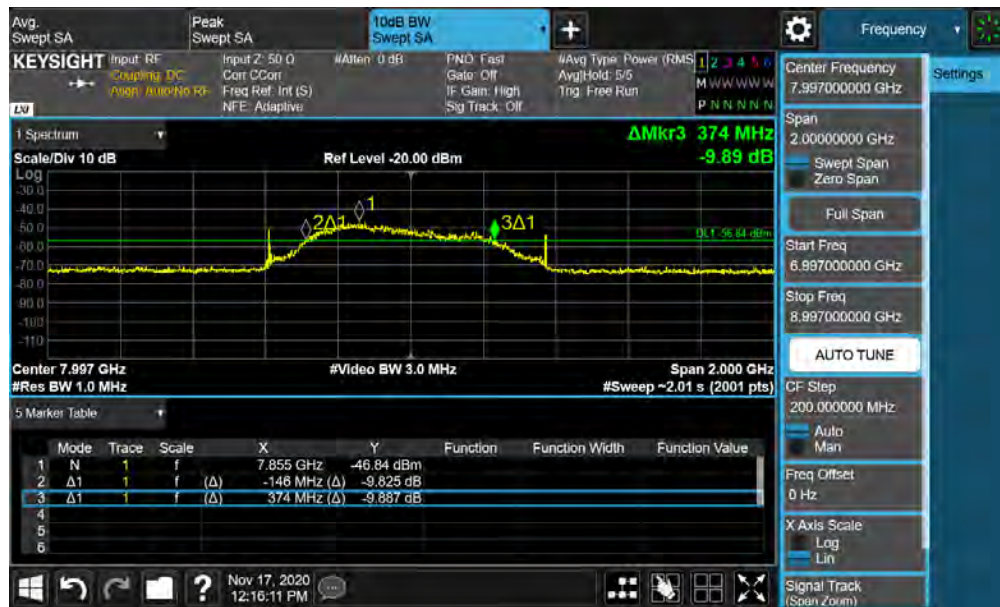 Avg.
Swept SA
Peak
Swept SA
10dB BW
Swept SA
Frequency
KEYSIGHT
Input: RF
Coupling: DC
Align: Auto/No RF
Input Z: 50 Ω
Corr CCorr
Freq Ref: Int (S)
NFE: Adaptive
#Atten: 0 dB
PNO: Fast
Gate: Off
IF Gain: High
Sig Track: Off
#Avg Type: Power (RMS
Avg|Hold: 5/5
Trig: Free Run
1 2 3 4 5 6
M W W W W W
P N N N N N
LXI
Center Frequency
7.997000000 GHz
Settings
Span
2.00000000 GHz
Swept Span
Zero Span
Full Span
Start Freq
6.997000000 GHz
Stop Freq
8.997000000 GHz
AUTO TUNE
CF Step
200.000000 MHz
Auto
Man
Freq Offset
0 Hz
X Axis Scale
Log
Lin
Signal Track
(Span Zoom)
1 Spectrum
ΔMkr3 374 MHz
-9.89 dB
Scale/Div 10 dB
Ref Level -20.00 dBm
Log
-30.0
-40.0
-50.0
-60.0
-70.0
-80.0
-90.0
-100
-110
1
2Δ1
3Δ1
DL1 -56.84 dBm
Center 7.997 GHz
#Video BW 3.0 MHz
Span 2.000 GHz
#Res BW 1.0 MHz
#Sweep ~2.01 s (2001 pts)
5 Marker Table
Mode Trace Scale X Y Function Function Width Function Value
1 N 1 f 7.855 GHz -46.84 dBm
2 Δ1 1 f (Δ) -146 MHz (Δ) -9.825 dB
3 Δ1 1 f (Δ) 374 MHz (Δ) -9.887 dB
4
5
6
?
Nov 17, 2020
12:16:11 PM